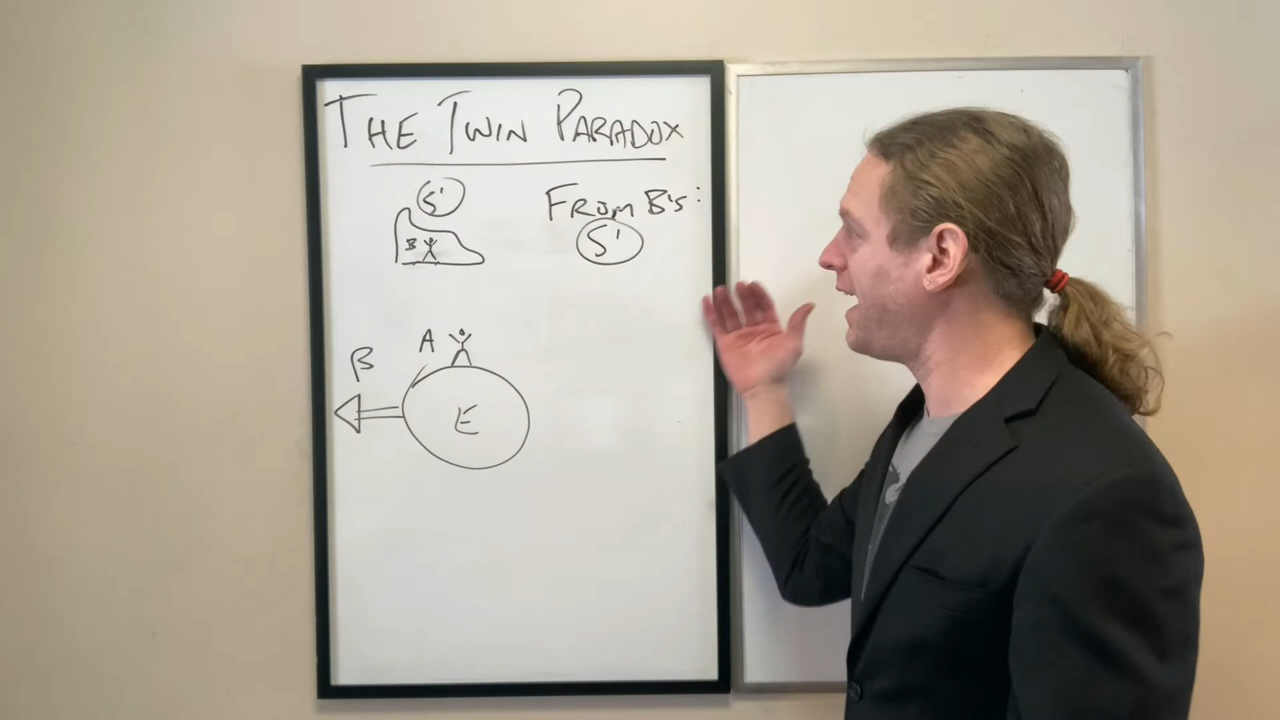 THE TWIN PARADOX
S'
FROM B's:
S'
B
A
β
E